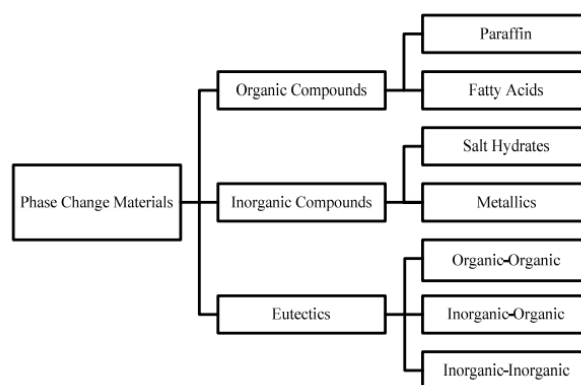 Paraffin
Organic Compounds
Fatty Acids
Salt Hydrates
Phase Change Materials
Inorganic Compounds
Metallics
Organic-Organic
Eutectics
Inorganic-Organic
Inorganic-Inorganic